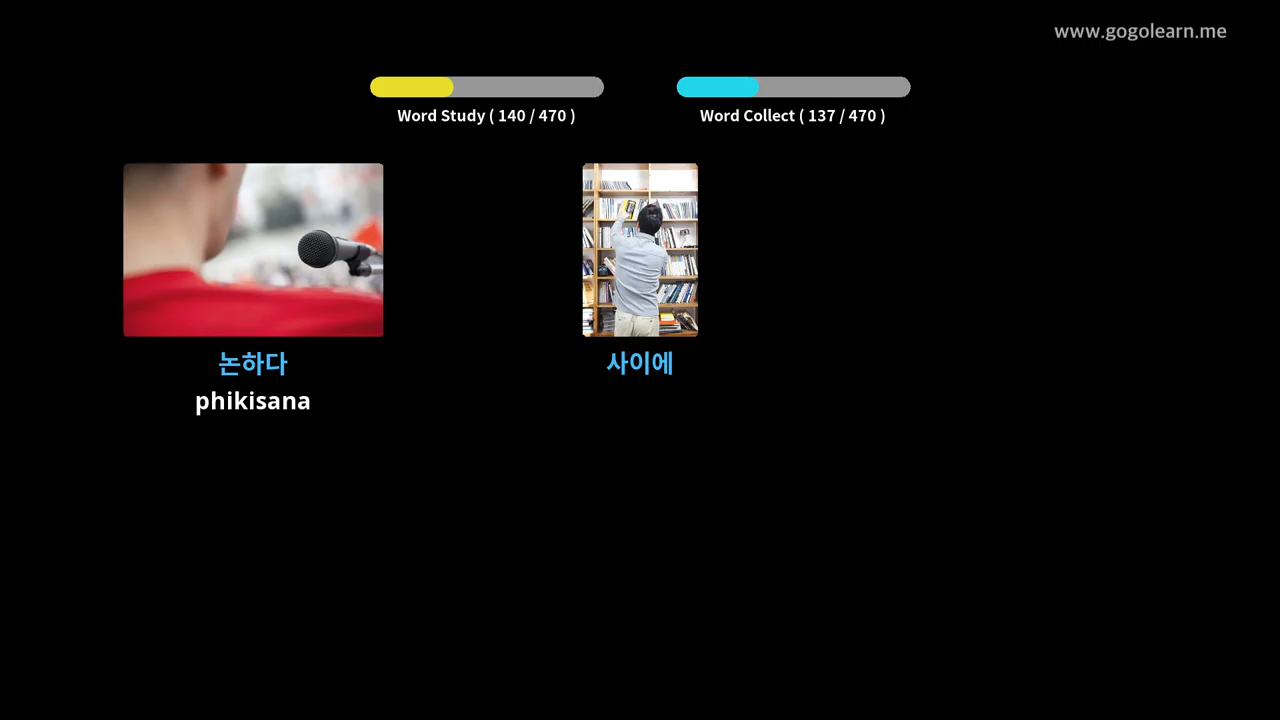 www.gogolearn.me
Word Study ( 140 / 470 )
Word Collect ( 137 / 470 )
논하다
phikisana
사이에